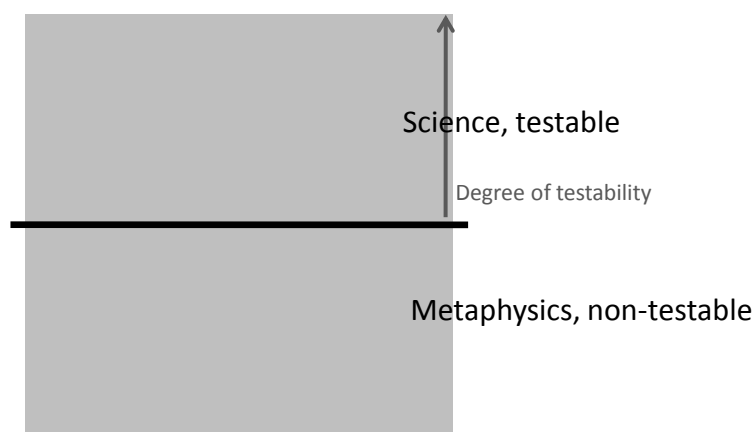 Science, testable
Degree of testability
Metaphysics, non-testable